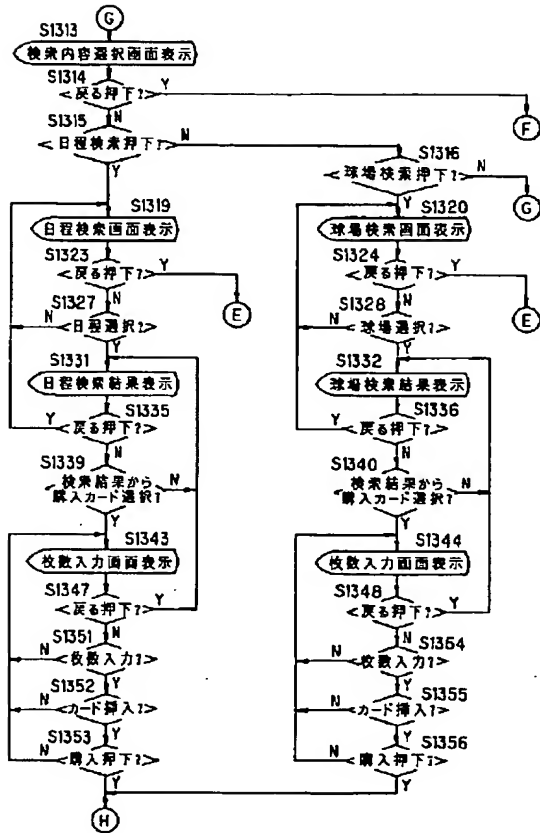 G
S1313
検索内容選択画面表示
S1314
戻る押下?
Y
N
F
S1315
日程検索押下?
N
Y
S1316
球場検索押下?
N
Y
G
S1319
日程検索画面表示
S1323
戻る押下?
Y
N
E
S1327
日程選択?
N
Y
S1331
日程検索結果表示
S1335
戻る押下?
Y
N
S1339
検索結果から
購入カード選択?
N
Y
S1343
枚数入力画面表示
S1347
戻る押下?
Y
N
S1351
枚数入力?
N
Y
S1352
カード挿入?
N
Y
S1353
購入押下?
N
Y
H
S1320
球場検索画面表示
S1324
戻る押下?
Y
N
E
S1328
球場選択?
N
Y
S1332
球場検索結果表示
S1336
戻る押下?
Y
N
S1340
検索結果から
購入カード選択?
N
Y
S1344
枚数入力画面表示
S1348
戻る押下?
Y
N
S1364
枚数入力?
N
Y
S1355
カード挿入?
N
Y
S1356
購入押下?
N
Y